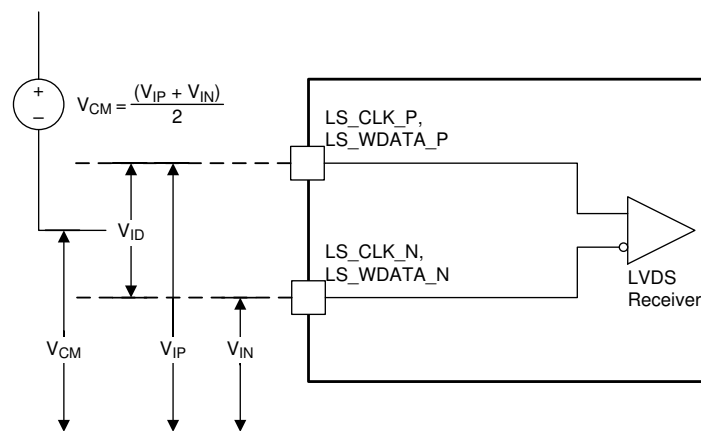 +
−
V_CM = (V_IP + V_IN) / 2
LS_CLK_P,
LS_WDATA_P
V_ID
LS_CLK_N,
LS_WDATA_N
LVDS
Receiver
V_CM
V_IP
V_IN